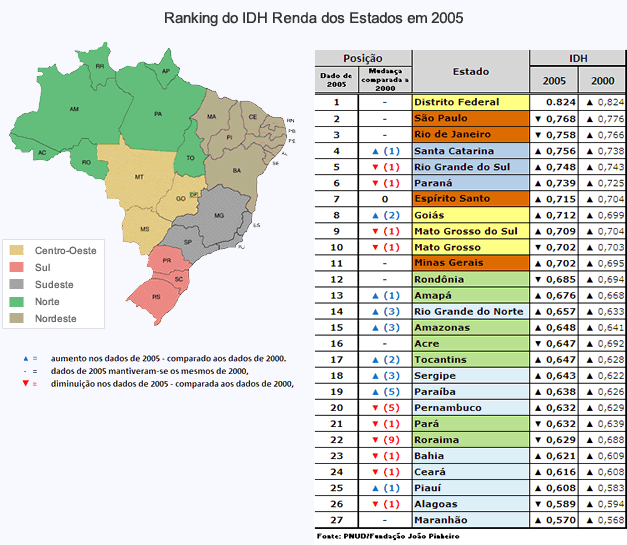 Ranking do IDH Renda dos Estados em 2005
RR
AP
AM
PA
MA
CE
RN
PB
PE
PI
AL
SE
AC
RO
TO
BA
MT
GO
DF
MG
MS
ES
SP
RJ
PR
SC
RS
Centro-Oeste
Sul
Sudeste
Norte
Nordeste
▲ = aumento nos dados de 2005 - comparado aos dados de 2000.
- = dados de 2005 mantiveram-se os mesmos de 2000,
▼ = diminuição nos dados de 2005 - comparada aos dados de 2000,
Posição Estado IDH
Dado de 2005 Mudança comparada a 2000 2005 2000
1 - Distrito Federal 0.824 ▲ 0,824
2 - São Paulo ▼ 0,768 ▲ 0,776
3 - Rio de Janeiro ▼ 0,758 ▲ 0,766
4 ▲ (1) Santa Catarina ▲ 0,756 ▲ 0,738
5 ▼ (1) Rio Grande do Sul ▲ 0,748 ▲ 0,743
6 ▼ (1) Paraná ▲ 0,739 ▲ 0,725
7 0 Espírito Santo ▲ 0,715 ▲ 0,704
8 ▲ (2) Goiás ▲ 0,712 ▲ 0,699
9 ▼ (1) Mato Grosso do Sul ▲ 0,709 ▲ 0,704
10 ▼ (1) Mato Grosso ▼ 0,702 ▲ 0,703
11 - Minas Gerais ▲ 0,702 ▲ 0,695
12 - Rondônia ▼ 0,685 ▲ 0,694
13 ▲ (1) Amapá ▲ 0,676 ▲ 0,668
14 ▲ (3) Rio Grande do Norte ▲ 0,657 ▲ 0,633
15 ▲ (3) Amazonas ▲ 0,648 ▲ 0,641
16 - Acre ▼ 0,647 ▲ 0,692
17 ▲ (2) Tocantins ▲ 0,647 ▲ 0,628
18 ▲ (3) Sergipe ▲ 0,643 ▲ 0,622
19 ▲ (5) Paraíba ▲ 0,638 ▲ 0,626
20 ▼ (5) Pernambuco ▲ 0,632 ▲ 0,629
21 ▼ (1) Pará ▼ 0,632 ▲ 0,639
22 ▼ (9) Roraima ▼ 0,629 ▲ 0,688
23 ▼ (1) Bahia ▲ 0,621 ▲ 0,609
24 ▼ (1) Ceará ▲ 0,616 ▲ 0,608
25 ▲ (1) Piauí ▲ 0,608 ▲ 0,583
26 ▼ (1) Alagoas ▼ 0,589 ▲ 0,594
27 - Maranhão ▲ 0,570 ▲ 0,568
Fonte: PNUD/Fundação João Pinheiro